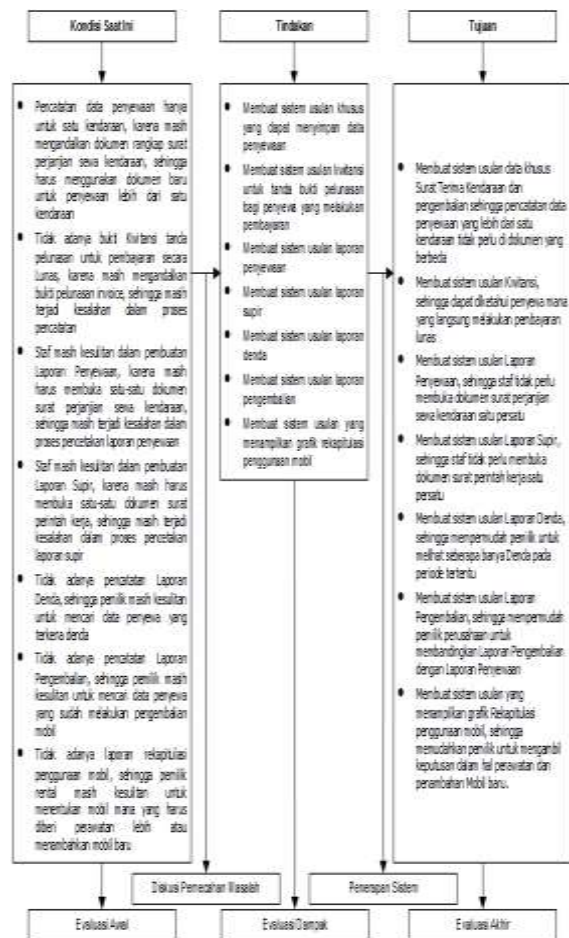 Kondisi Saat Ini
Tindakan
Tujuan
Pencatatan data penyewaan hanya
untuk satu kendaraan, karena masih
mengandalkan dokumen rangkap surat
perjanjian sewa kendaraan, sehingga
harus menggunakan dokumen baru
untuk penyewaan lebih dari satu
kendaraan
Tidak adanya bukti Kwitansi tanda
pelunasan untuk pembayaran secara
Lunas, karena masih mengandalkan
bukti pelunasan invoice, sehingga masih
terjadi kesalahan dalam proses
pencatatan
Staf masih kesulitan dalam pembuatan
Laporan Penyewaan, karena masih
harus membuka satu-satu dokumen
surat perjanjian sewa kendaraan,
sehingga masih terjadi kesalahan dalam
proses pencetakan laporan penyewaan
Staf masih kesulitan dalam pembuatan
Laporan Supir, karena masih harus
membuka satu-satu dokumen surat
perintah kerja, sehingga masih terjadi
kesalahan dalam proses pencetakan
laporan supir
Tidak adanya pencatatan Laporan
Denda, sehingga pemilik masih kesulitan
untuk mencari data penyewa yang
terkena denda
Tidak adanya pencatatan Laporan
Pengembalian, sehingga pemilik masih
kesulitan untuk mencari data penyewa
yang sudah melakukan pengembalian
mobil
Tidak adanya laporan rekapitulasi
penggunaan mobil, sehingga pemilik
rental masih kesulitan untuk
menentukan mobil mana yang harus
diberi perawatan lebih atau
menambahkan mobil baru
Membuat sistem usulan khusus
yang dapat menyimpan data
penyewaan
Membuat sistem usulan kwitansi
untuk tanda bukti pelunasan
bagi penyewa yang melakukan
pembayaran
Membuat sistem usulan laporan
penyewaan
Membuat sistem usulan laporan
supir
Membuat sistem usulan laporan
denda
Membuat sistem usulan laporan
pengembalian
Membuat sistem usulan yang
menampilkan grafik rekapitulasi
penggunaan mobil
Membuat sistem usulan data khusus
Surat Terima Kendaraan dan
pengembalian sehingga pencatatan data
penyewaan yang lebih dari satu
kendaraan tidak perlu di dokumen yang
berbeda
Membuat sistem usulan Kwitansi,
sehingga dapat diketahui penyewa mana
yang langsung melakukan pembayaran
lunas
Membuat sistem usulan Laporan
Penyewaan, sehingga staf tidak perlu
membuka dokumen surat perjanjian
sewa kendaraan satu persatu
Membuat sistem usulan Laporan Supir,
sehingga staf tidak perlu membuka
dokumen surat perintah kerja satu
persatu
Membuat sistem usulan Laporan Denda,
sehingga mempermudah pemilik untuk
melihat seberapa banya Denda pada
periode tertentu
Membuat sistem usulan Laporan
Pengembalian, sehingga mempermudah
pemilik perusahaan untuk
membandingkan Laporan Pengembalian
dengan Laporan Penyewaan
Membuat sistem usulan yang
menampilkan grafik Rekapitulasi
penggunaan mobil, sehingga
memudahkan pemilik untuk mengambil
keputusan dalam hal perawatan dan
penambahan Mobil baru.
Diskusi Pemecahan Masalah
Penerapan Sistem
Evaluasi Awal
Evaluasi Dampak
Evaluasi Akhir